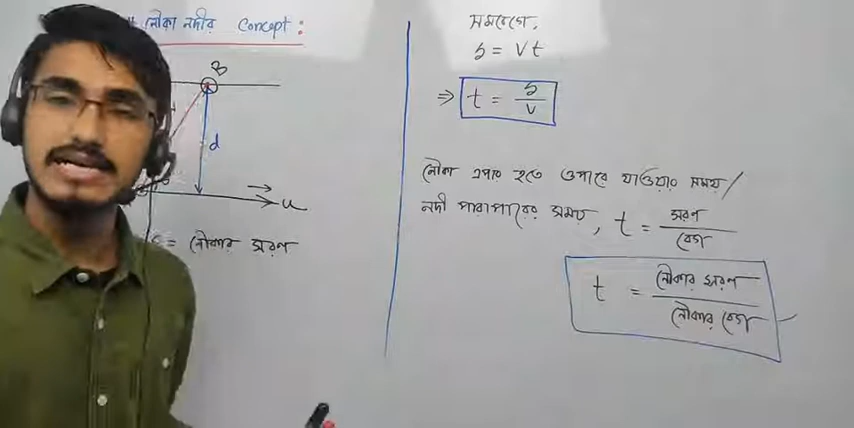 নৌকা নদীর Concept :
B
d
u
= নৌকার সরণ
সমবেগে,
s = vt
⇒ t = s/v
নৌকা এপার হতে ওপারে যাওয়ার সময় /
নদী পারাপারের সময়, t = সরণ/বেগ
t = নৌকার সরণ/নৌকার বেগ